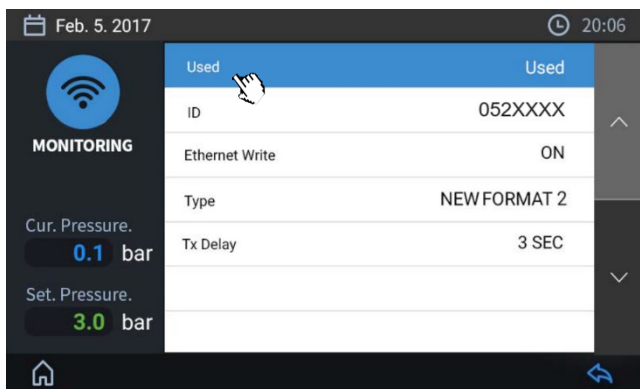 Feb. 5. 2017 20:06
MONITORING
Cur. Pressure.
0.1 bar
Set. Pressure.
3.0 bar
Used Used
ID 052XXXX
Ethernet Write ON
Type NEW FORMAT 2
Tx Delay 3 SEC